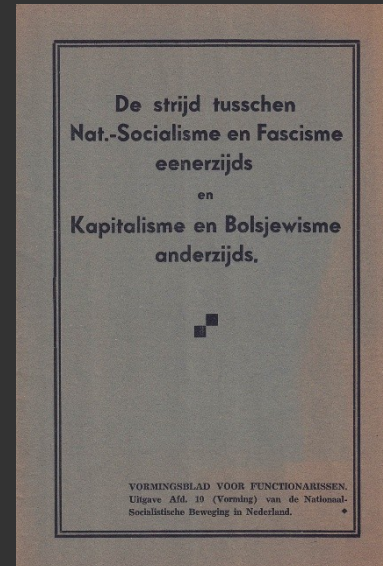 De strijd tusschen
Nat.-Socialisme en Fascisme
eenerzijds
en
Kapitalisme en Bolsjewisme
anderzijds.
VORMINGSBLAD VOOR FUNCTIONARISSEN.
Uitgave Afd. 10 (Vorming) van de Nationaal-
Socialistische Beweging in Nederland.